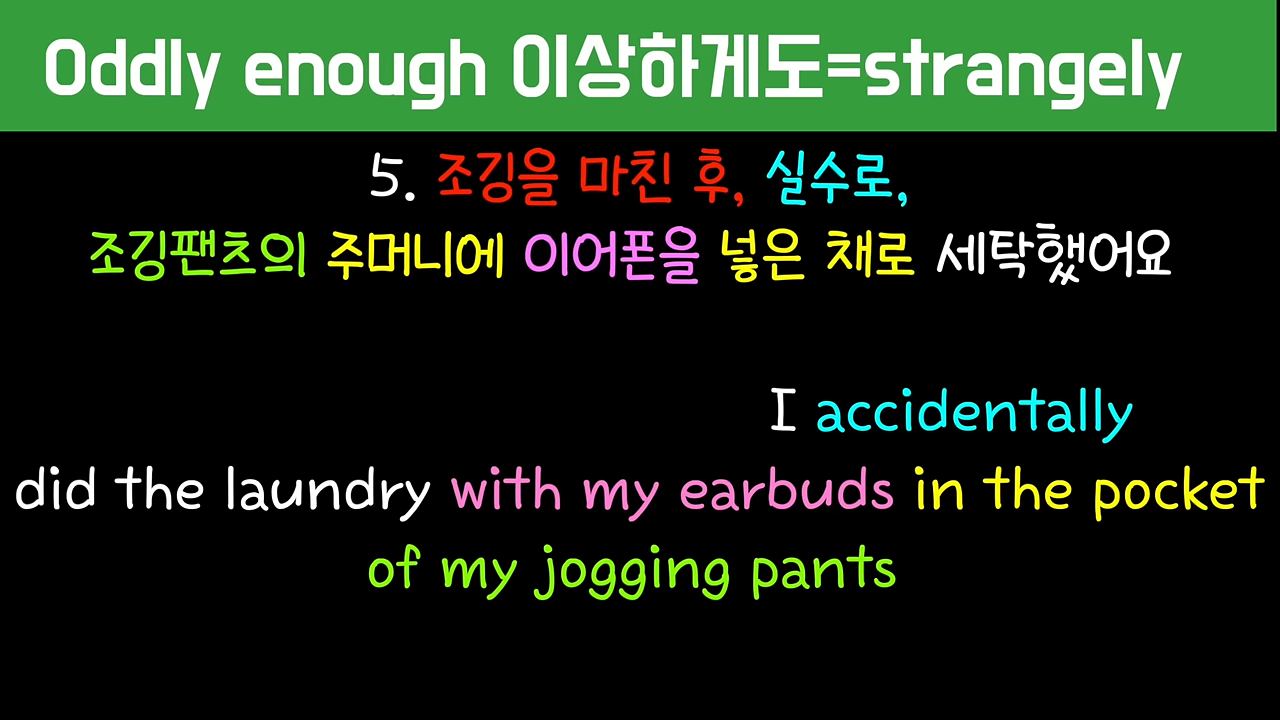 Oddly enough 이상하게도=strangely
5. 조깅을 마친 후, 실수로,
조깅팬츠의 주머니에 이어폰을 넣은 채로 세탁했어요
I accidentally
did the laundry with my earbuds in the pocket
of my jogging pants